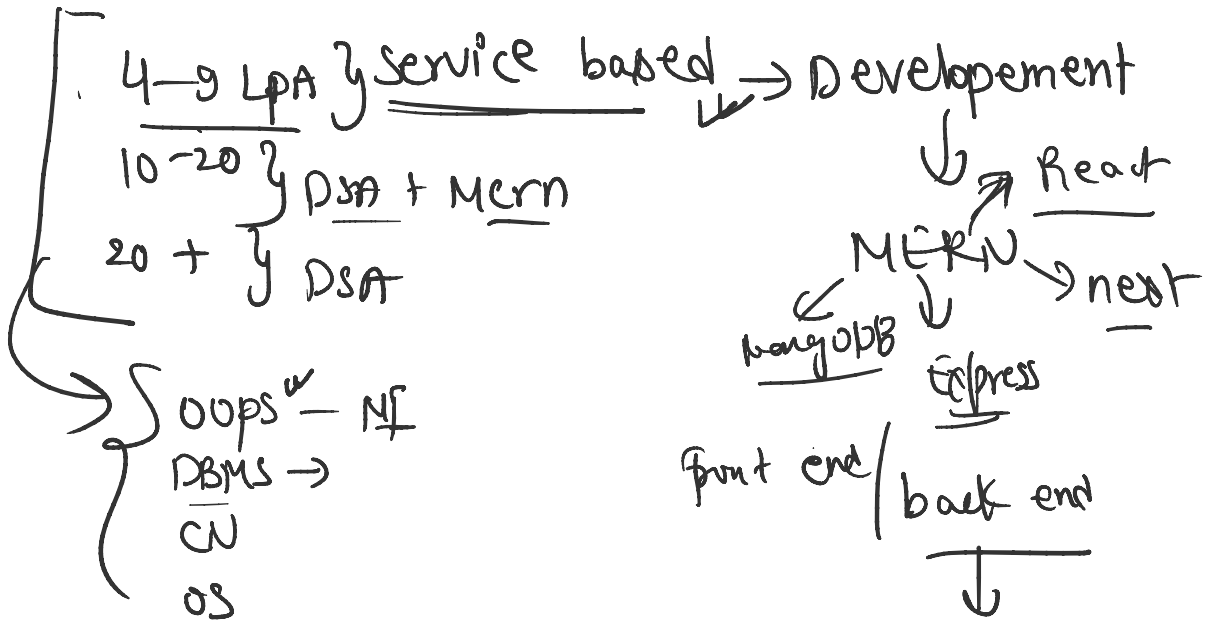 4-9 LPA } service based → Developement
10-20 } DSA + Mern
20 + } DSA
React
MERN
next
MongoDB
Express
OOPS —
DBMS →
CN
OS
front end / back end